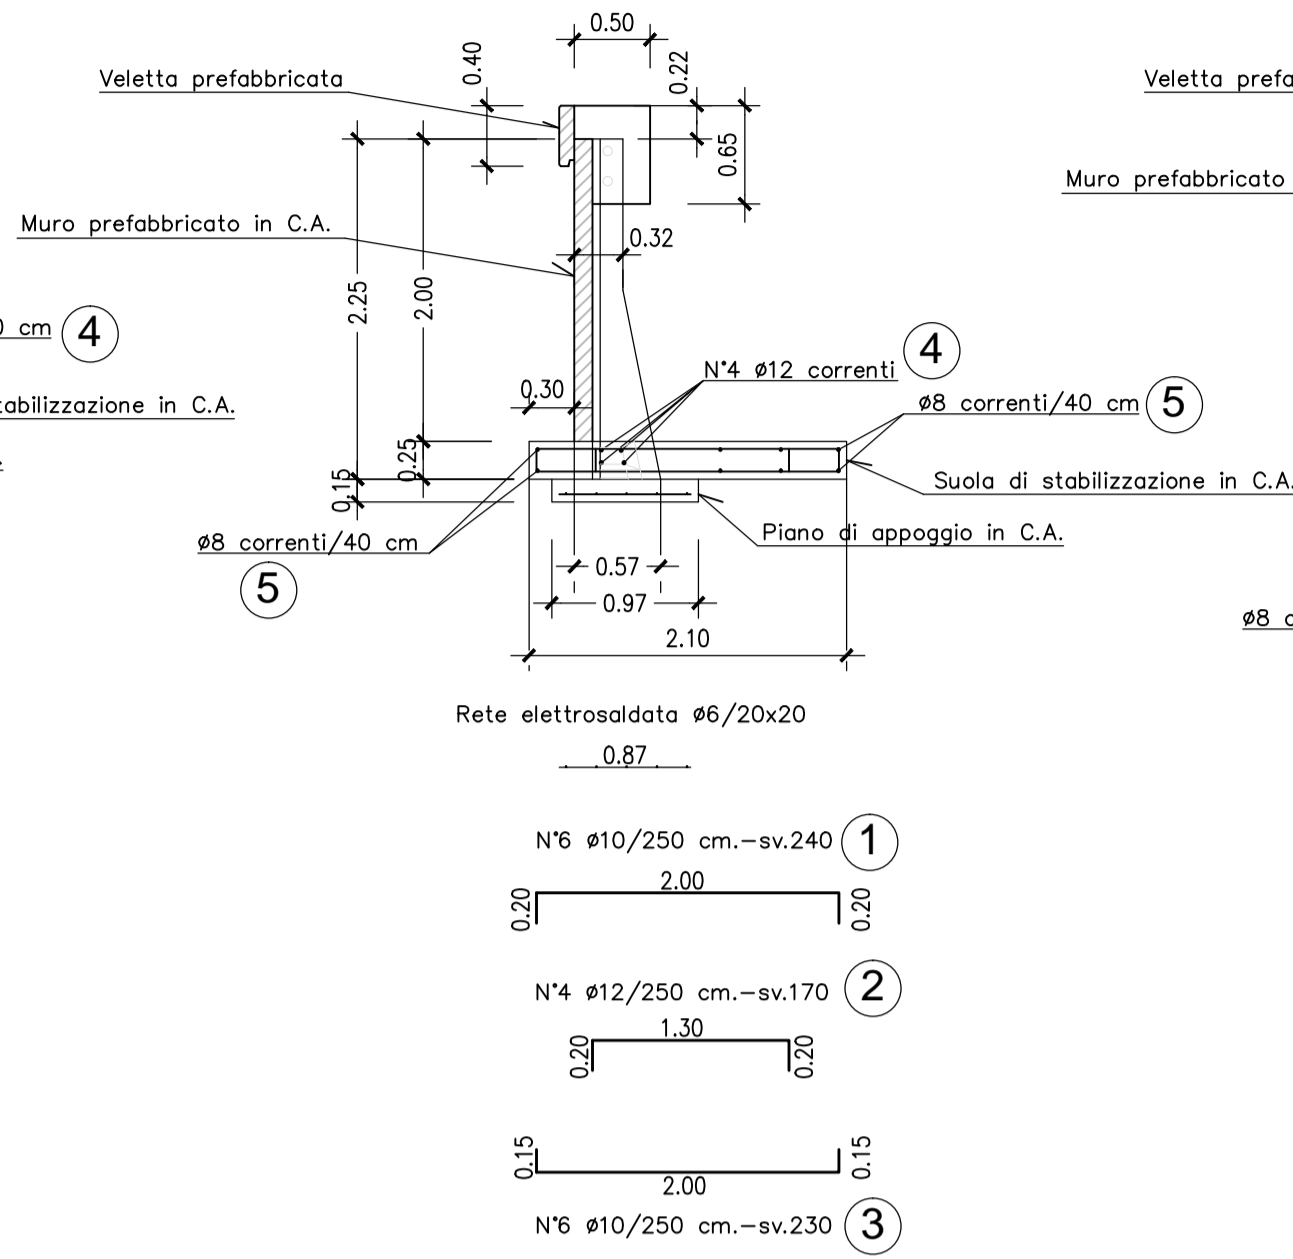 0.50
0.40
0.22
Veletta prefabbricata
Veletta prefa
0.65
Muro prefabbricato
Muro prefabbricato in C.A.
0.32
2.25
2.00
0 cm 4
N°4 ø12 correnti 4
0.30
ø8 correnti/40 cm 5
tabilizzazione in C.A.
0.25
0.15
Suola di stabilizzazione in C.A.
Piano di appoggio in C.A.
ø8 correnti/40 cm
5
0.57
0.97
2.10
ø8 c
Rete elettrosaldata ø6/20x20
0.87
N°6 ø10/250 cm.-sv.240 1
2.00
0.20
0.20
N°4 ø12/250 cm.-sv.170 2
1.30
0.20
0.20
0.15
0.15
2.00
N°6 ø10/250 cm.-sv.230 3